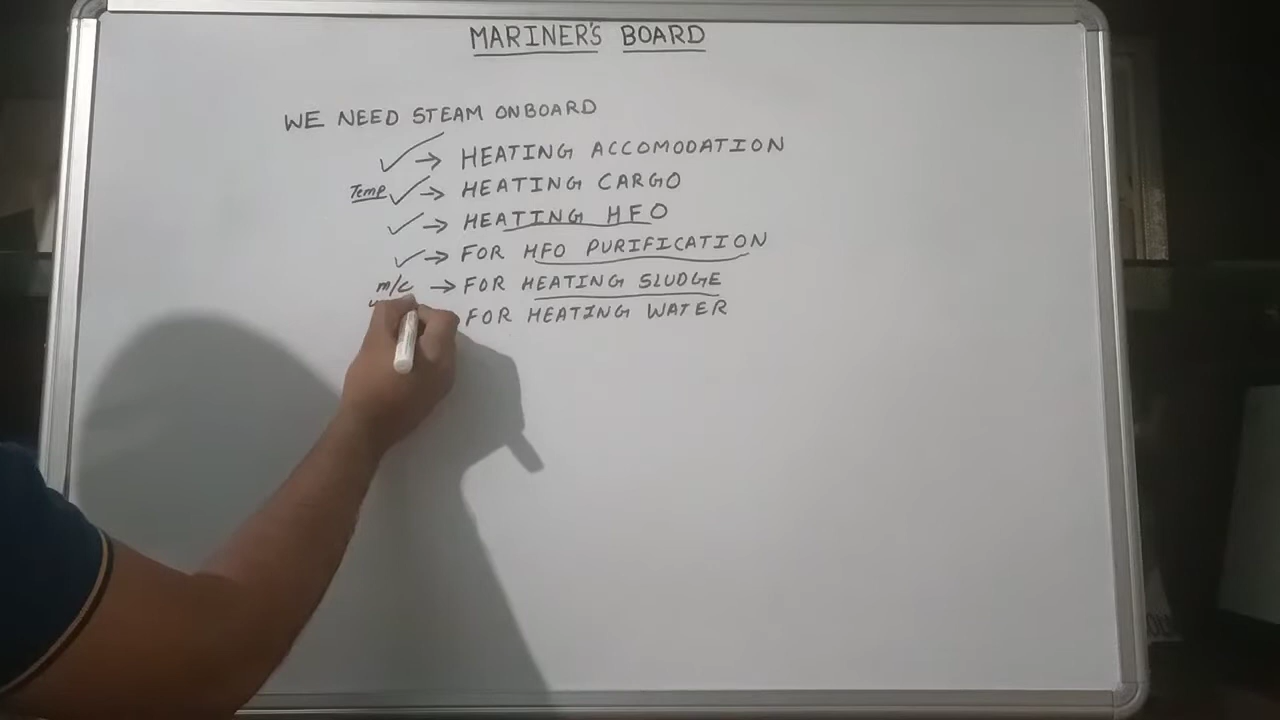 MARINER'S BOARD
WE NEED STEAM ONBOARD
→ HEATING ACCOMODATION
Temp → HEATING CARGO
→ HEATING HFO
→ FOR HFO PURIFICATION
m/c → FOR HEATING SLUDGE
FOR HEATING WATER